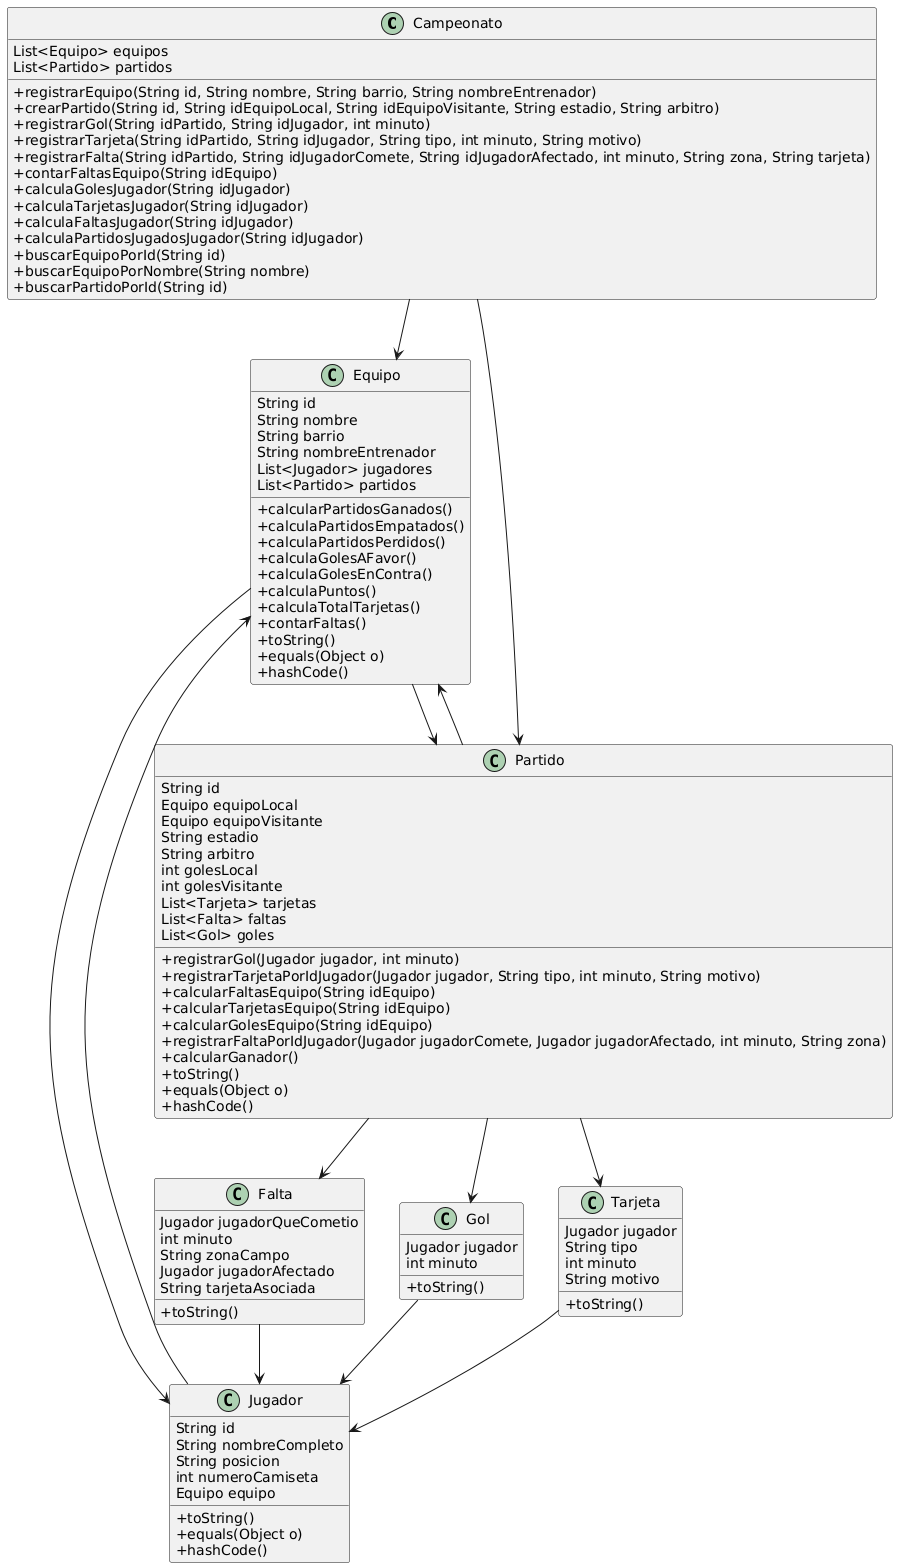 C Campeonato
List<Equipo> equipos
List<Partido> partidos
+registrarEquipo(String id, String nombre, String barrio, String nombreEntrenador)
+crearPartido(String id, String idEquipoLocal, String idEquipoVisitante, String estadio, String arbitro)
+registrarGol(String idPartido, String idJugador, int minuto)
+registrarTarjeta(String idPartido, String idJugador, String tipo, int minuto, String motivo)
+registrarFalta(String idPartido, String idJugadorComete, String idJugadorAfectado, int minuto, String zona, String tarjeta)
+contarFaltasEquipo(String idEquipo)
+calculaGolesJugador(String idJugador)
+calculaTarjetasJugador(String idJugador)
+calculaFaltasJugador(String idJugador)
+calculaPartidosJugadosJugador(String idJugador)
+buscarEquipoPorId(String id)
+buscarEquipoPorNombre(String nombre)
+buscarPartidoPorId(String id)
C Equipo
String id
String nombre
String barrio
String nombreEntrenador
List<Jugador> jugadores
List<Partido> partidos
+calcularPartidosGanados()
+calculaPartidosEmpatados()
+calculaPartidosPerdidos()
+calculaGolesAFavor()
+calculaGolesEnContra()
+calculaPuntos()
+calculaTotalTarjetas()
+contarFaltas()
+toString()
+equals(Object o)
+hashCode()
C Partido
String id
Equipo equipoLocal
Equipo equipoVisitante
String estadio
String arbitro
int golesLocal
int golesVisitante
List<Tarjeta> tarjetas
List<Falta> faltas
List<Gol> goles
+registrarGol(Jugador jugador, int minuto)
+registrarTarjetaPorIdJugador(Jugador jugador, String tipo, int minuto, String motivo)
+calcularFaltasEquipo(String idEquipo)
+calcularTarjetasEquipo(String idEquipo)
+calcularGolesEquipo(String idEquipo)
+registrarFaltaPorIdJugador(Jugador jugadorComete, Jugador jugadorAfectado, int minuto, String zona)
+calcularGanador()
+toString()
+equals(Object o)
+hashCode()
C Falta
Jugador jugadorQueCometio
int minuto
String zonaCampo
Jugador jugadorAfectado
String tarjetaAsociada
+toString()
C Gol
Jugador jugador
int minuto
+toString()
C Tarjeta
Jugador jugador
String tipo
int minuto
String motivo
+toString()
C Jugador
String id
String nombreCompleto
String posicion
int numeroCamiseta
Equipo equipo
+toString()
+equals(Object o)
+hashCode()